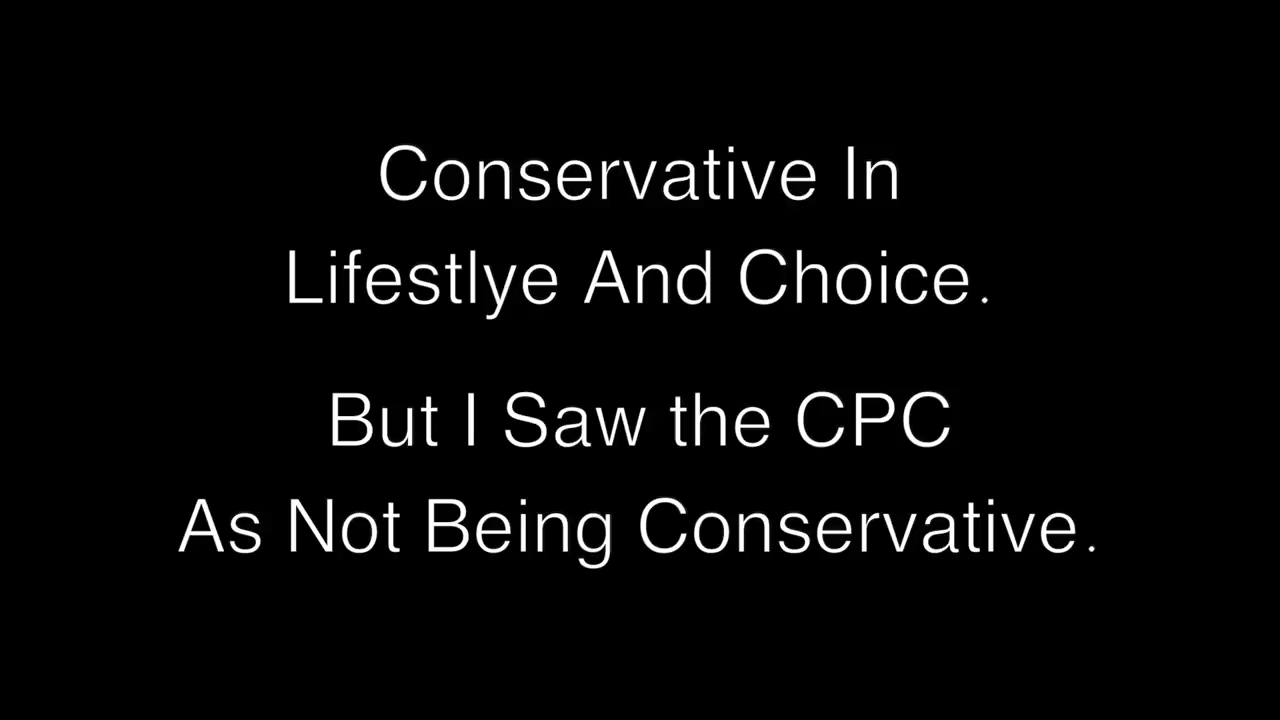 Conservative In
Lifestlye And Choice.
But I Saw the CPC
As Not Being Conservative.